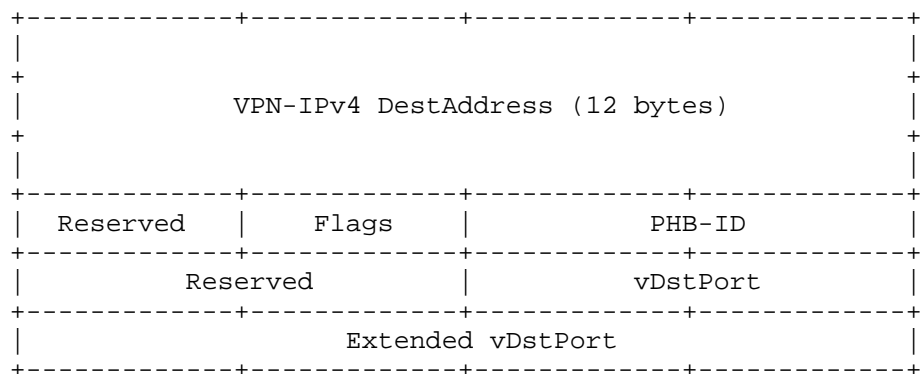 VPN-IPv4 DestAddress (12 bytes)
Reserved | Flags | PHB-ID
Reserved | vDstPort
Extended vDstPort